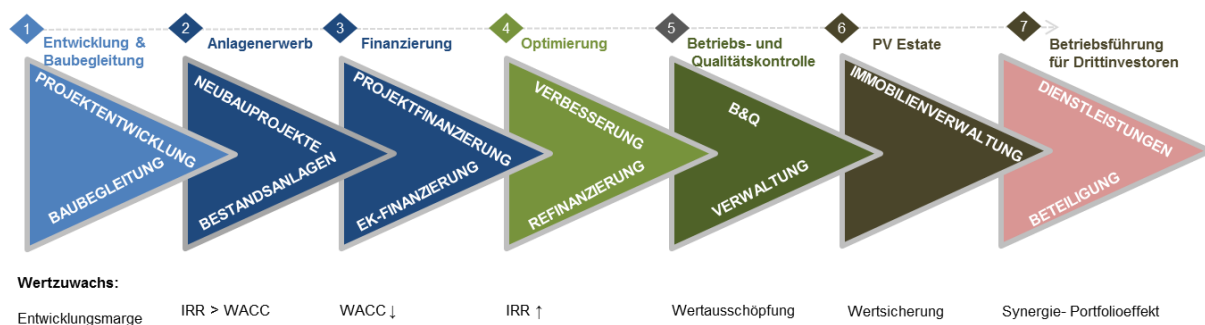 1
Entwicklung &
Baubegleitung
2
Anlagenerwerb
3
Finanzierung
4
Optimierung
5
Betriebs- und
Qualitätskontrolle
6
PV Estate
7
Betriebsführung
für Drittinvestoren
PROJEKTENTWICKLUNG
BAUBEGLEITUNG
NEUBAUPROJEKTE
BESTANDSANLAGEN
PROJEKTFINANZIERUNG
EK-FINANZIERUNG
VERBESSERUNG
REFINANZIERUNG
B&Q
VERWALTUNG
IMMOBILIENVERWALTUNG
DIENSTLEISTUNGEN
BETEILIGUNG
Wertzuwachs:
Entwicklungsmarge
IRR > WACC
WACC ↓
IRR ↑
Wertausschöpfung
Wertsicherung
Synergie- Portfolioeffekt